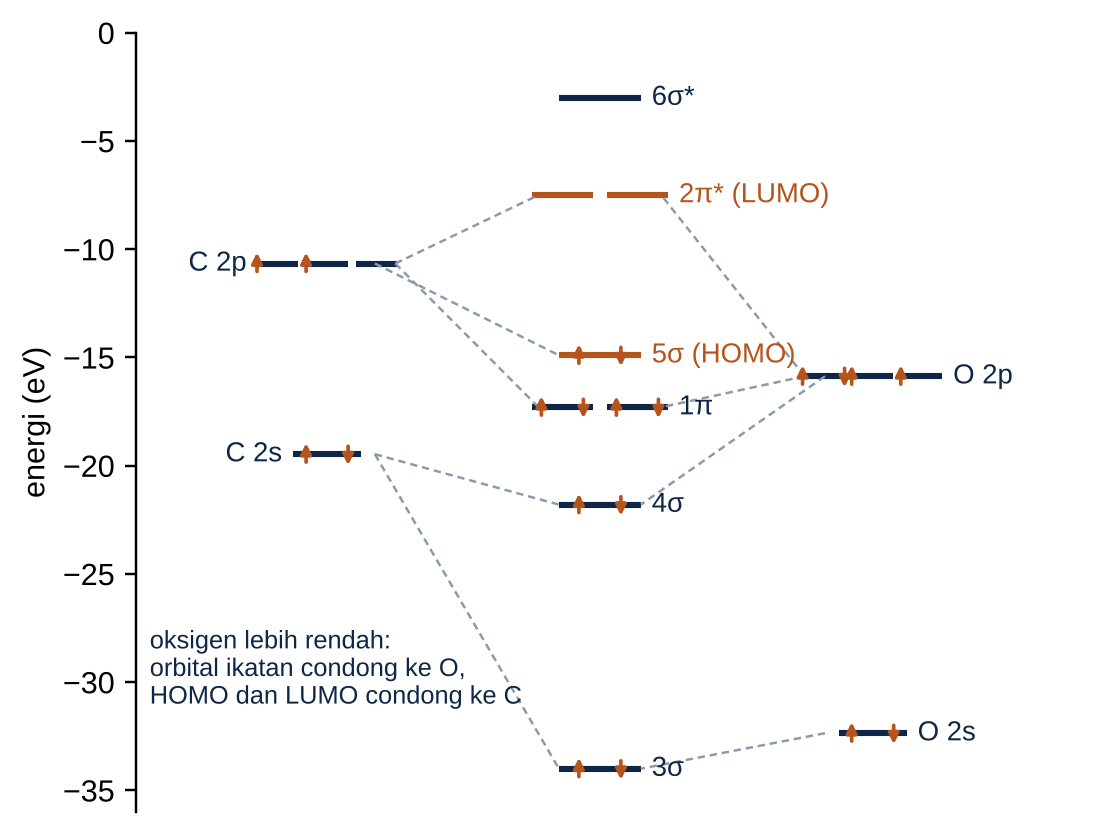 0
6σ*
−5
2π* (LUMO)
−10
C 2p
energi (eV)
−15
5σ (HOMO)
O 2p
1π
C 2s
−20
4σ
−25
oksigen lebih rendah:
orbital ikatan condong ke O,
HOMO dan LUMO condong ke C
−30
O 2s
3σ
−35